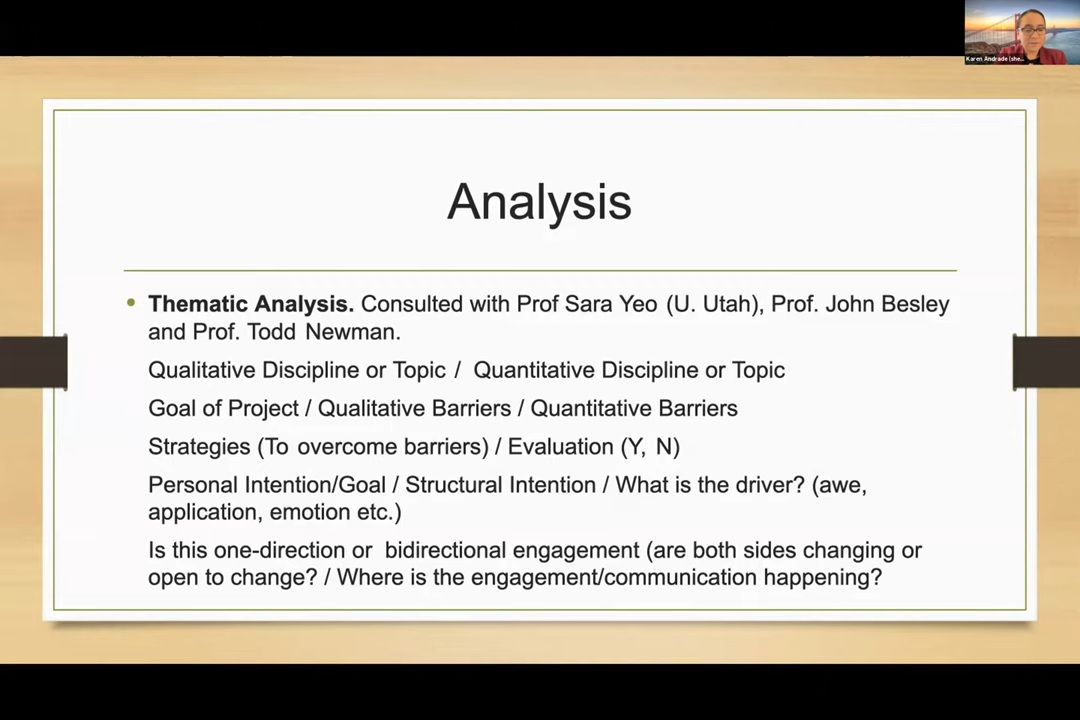 Karen Andrade (she...
Analysis
Thematic Analysis. Consulted with Prof Sara Yeo (U. Utah), Prof. John Besley
and Prof. Todd Newman.
Qualitative Discipline or Topic / Quantitative Discipline or Topic
Goal of Project / Qualitative Barriers / Quantitative Barriers
Strategies (To overcome barriers) / Evaluation (Y, N)
Personal Intention/Goal / Structural Intention / What is the driver? (awe,
application, emotion etc.)
Is this one-direction or bidirectional engagement (are both sides changing or
open to change? / Where is the engagement/communication happening?